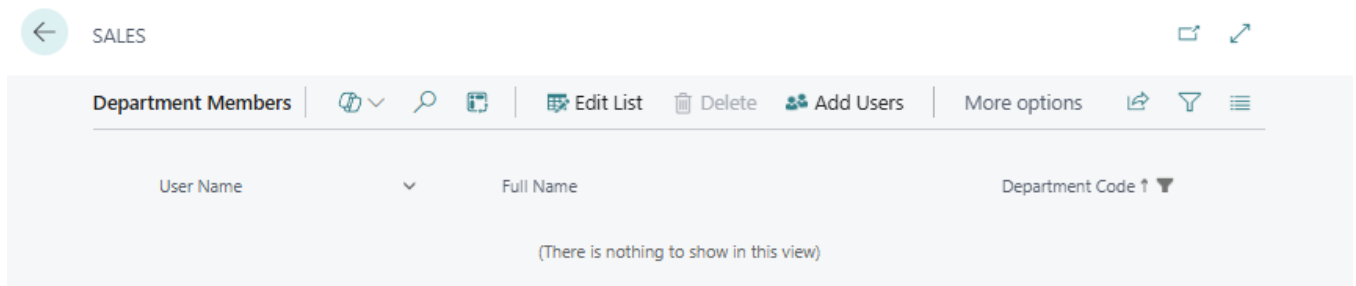 SALES
Department Members Edit List Delete Add Users More options
User Name Full Name Department Code ↑
(There is nothing to show in this view)